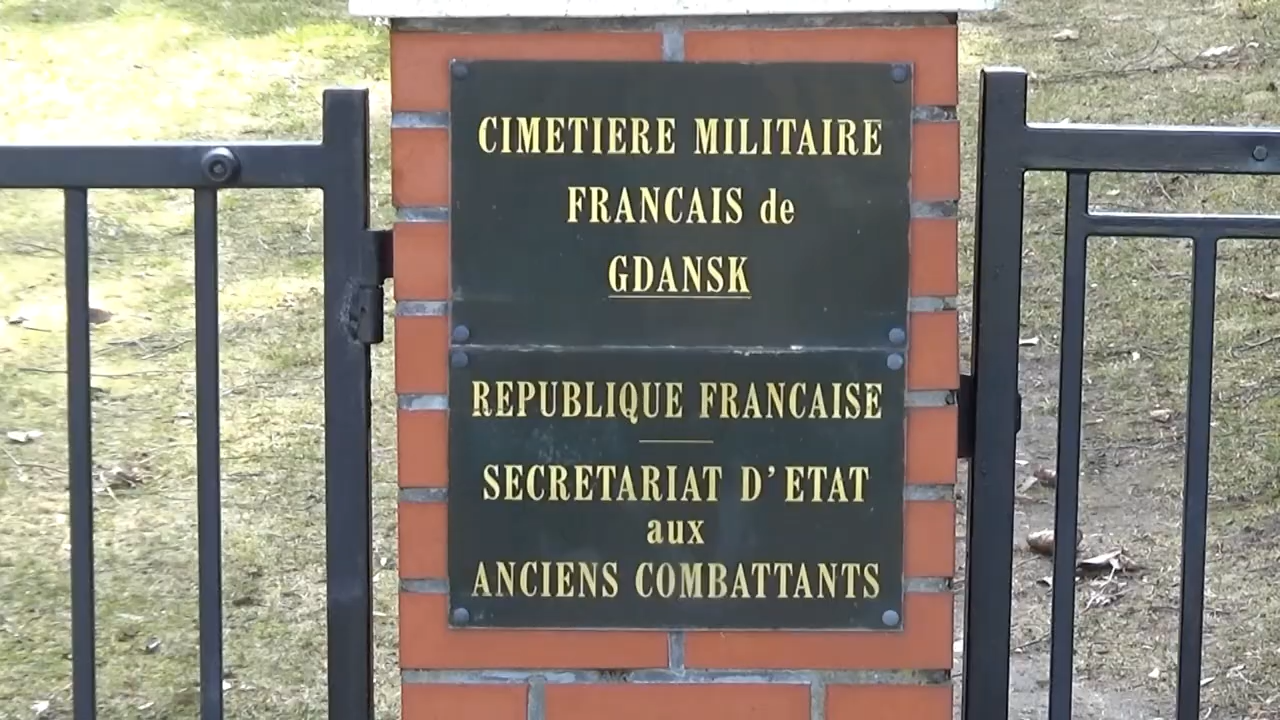 CIMETIERE MILITAIRE
FRANCAIS de
GDANSK
REPUBLIQUE FRANCAISE
SECRETARIAT D'ETAT
aux
ANCIENS COMBATTANTS